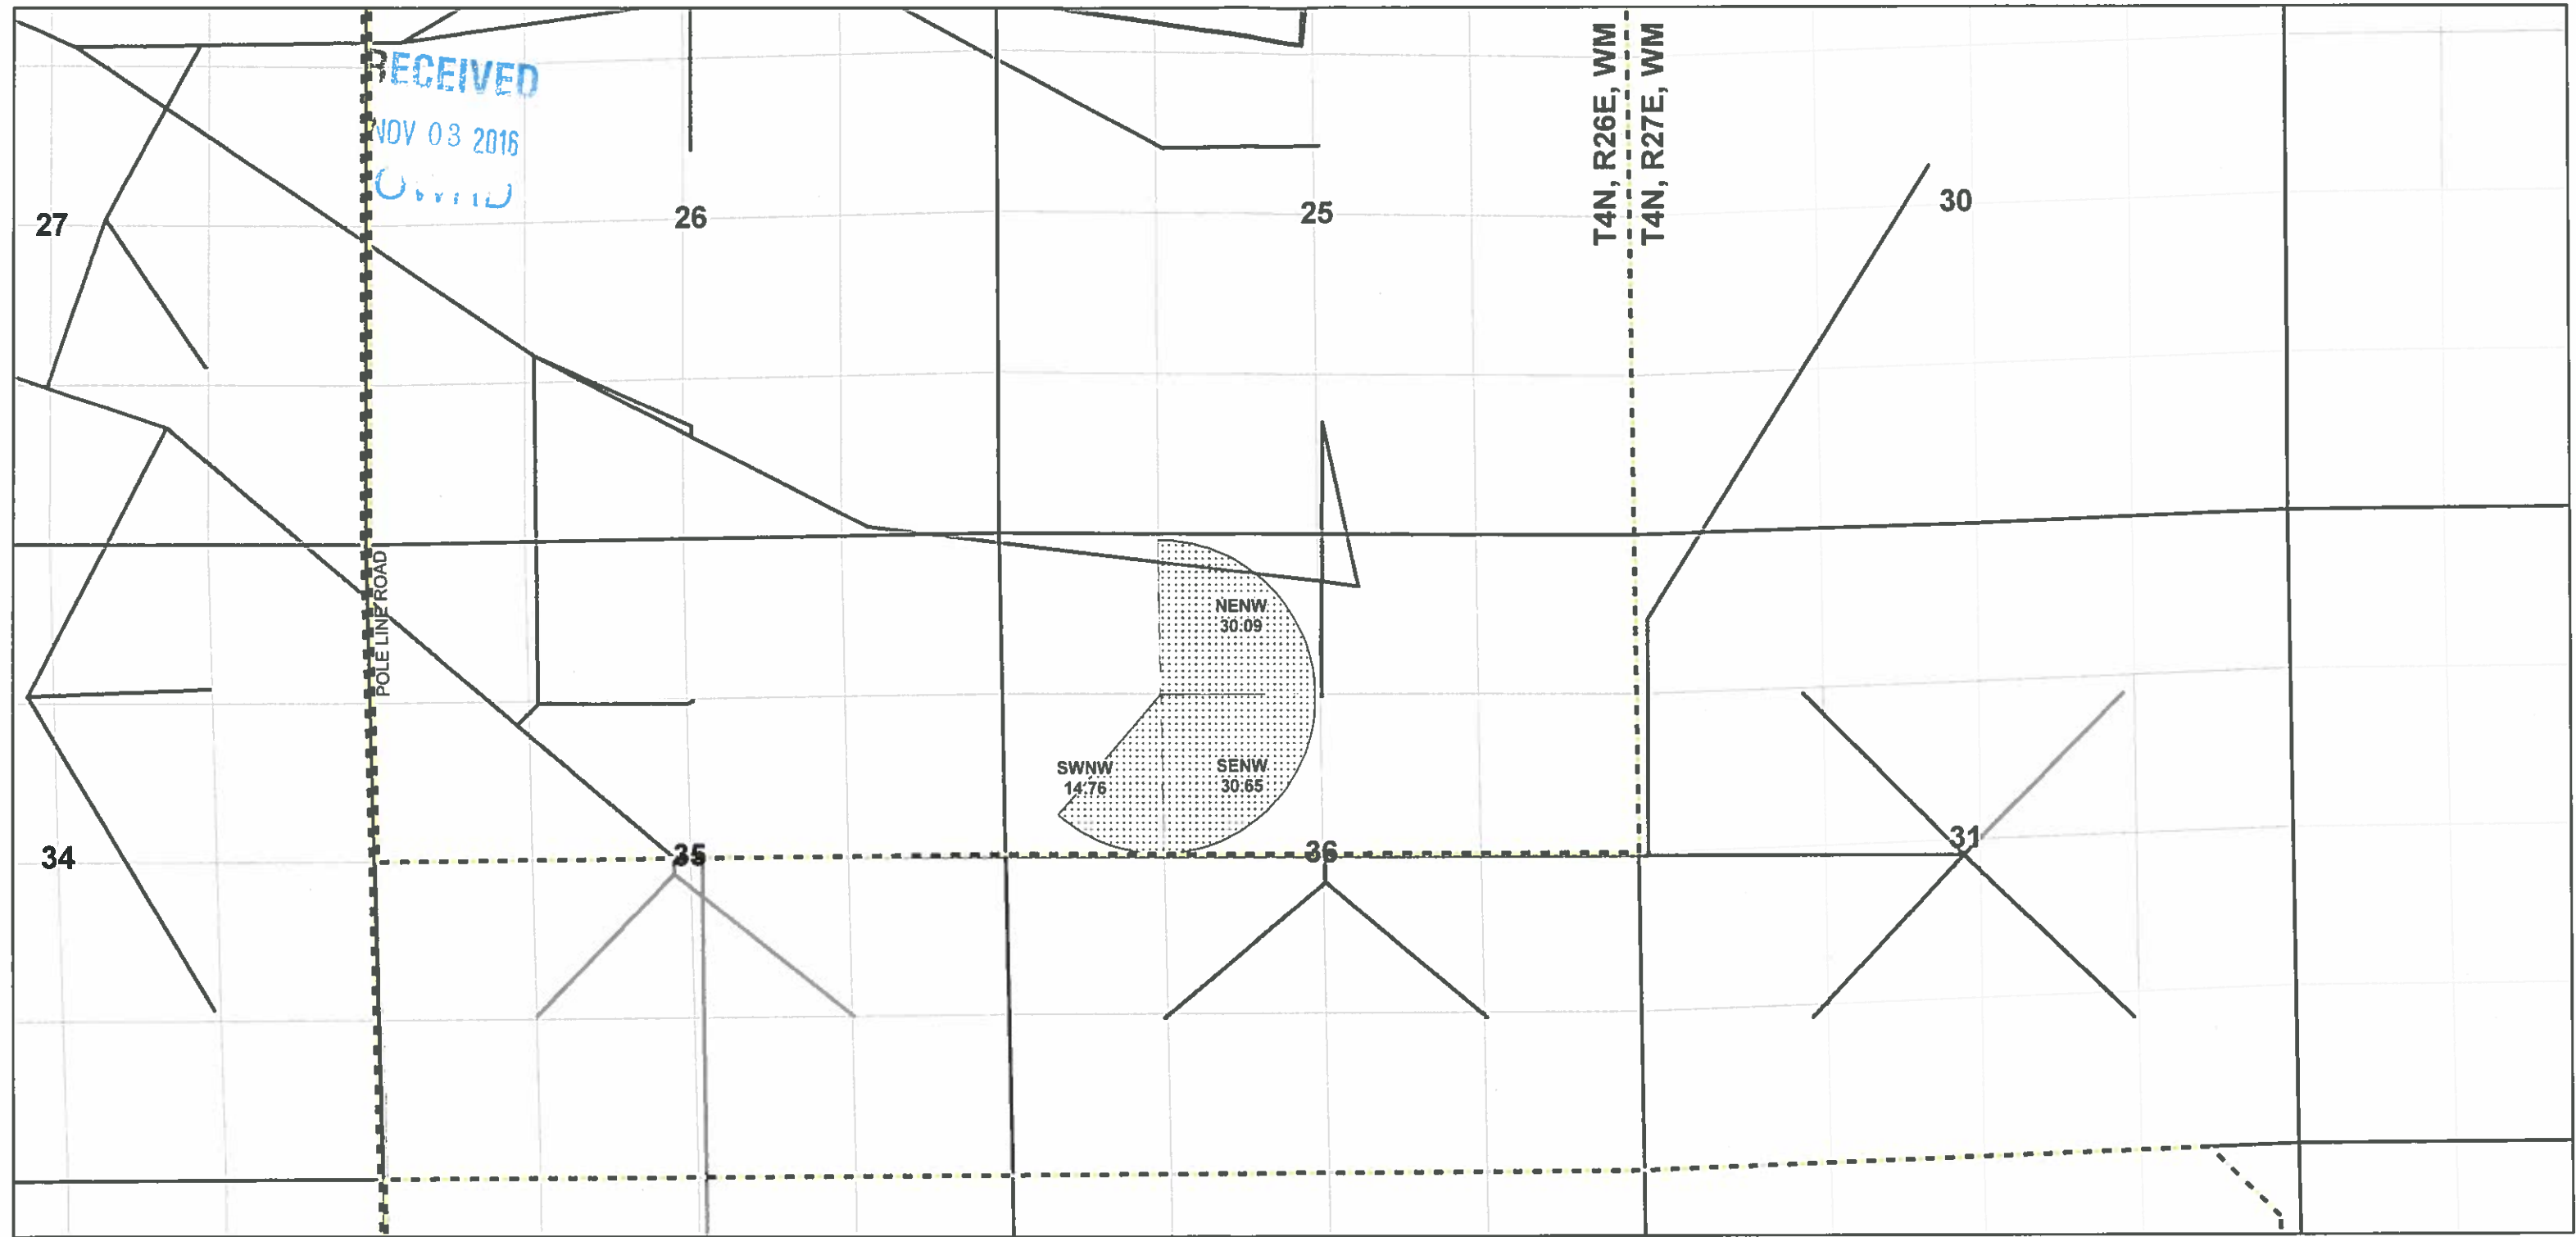 RECEIVED
NOV 03 2016
T4N, R26E, WM
T4N, R27E, WM
27
26
25
30
POLE LINE ROAD
NENW
30.09
SWNW
14.76
SENW
30.65
34
35
36
31